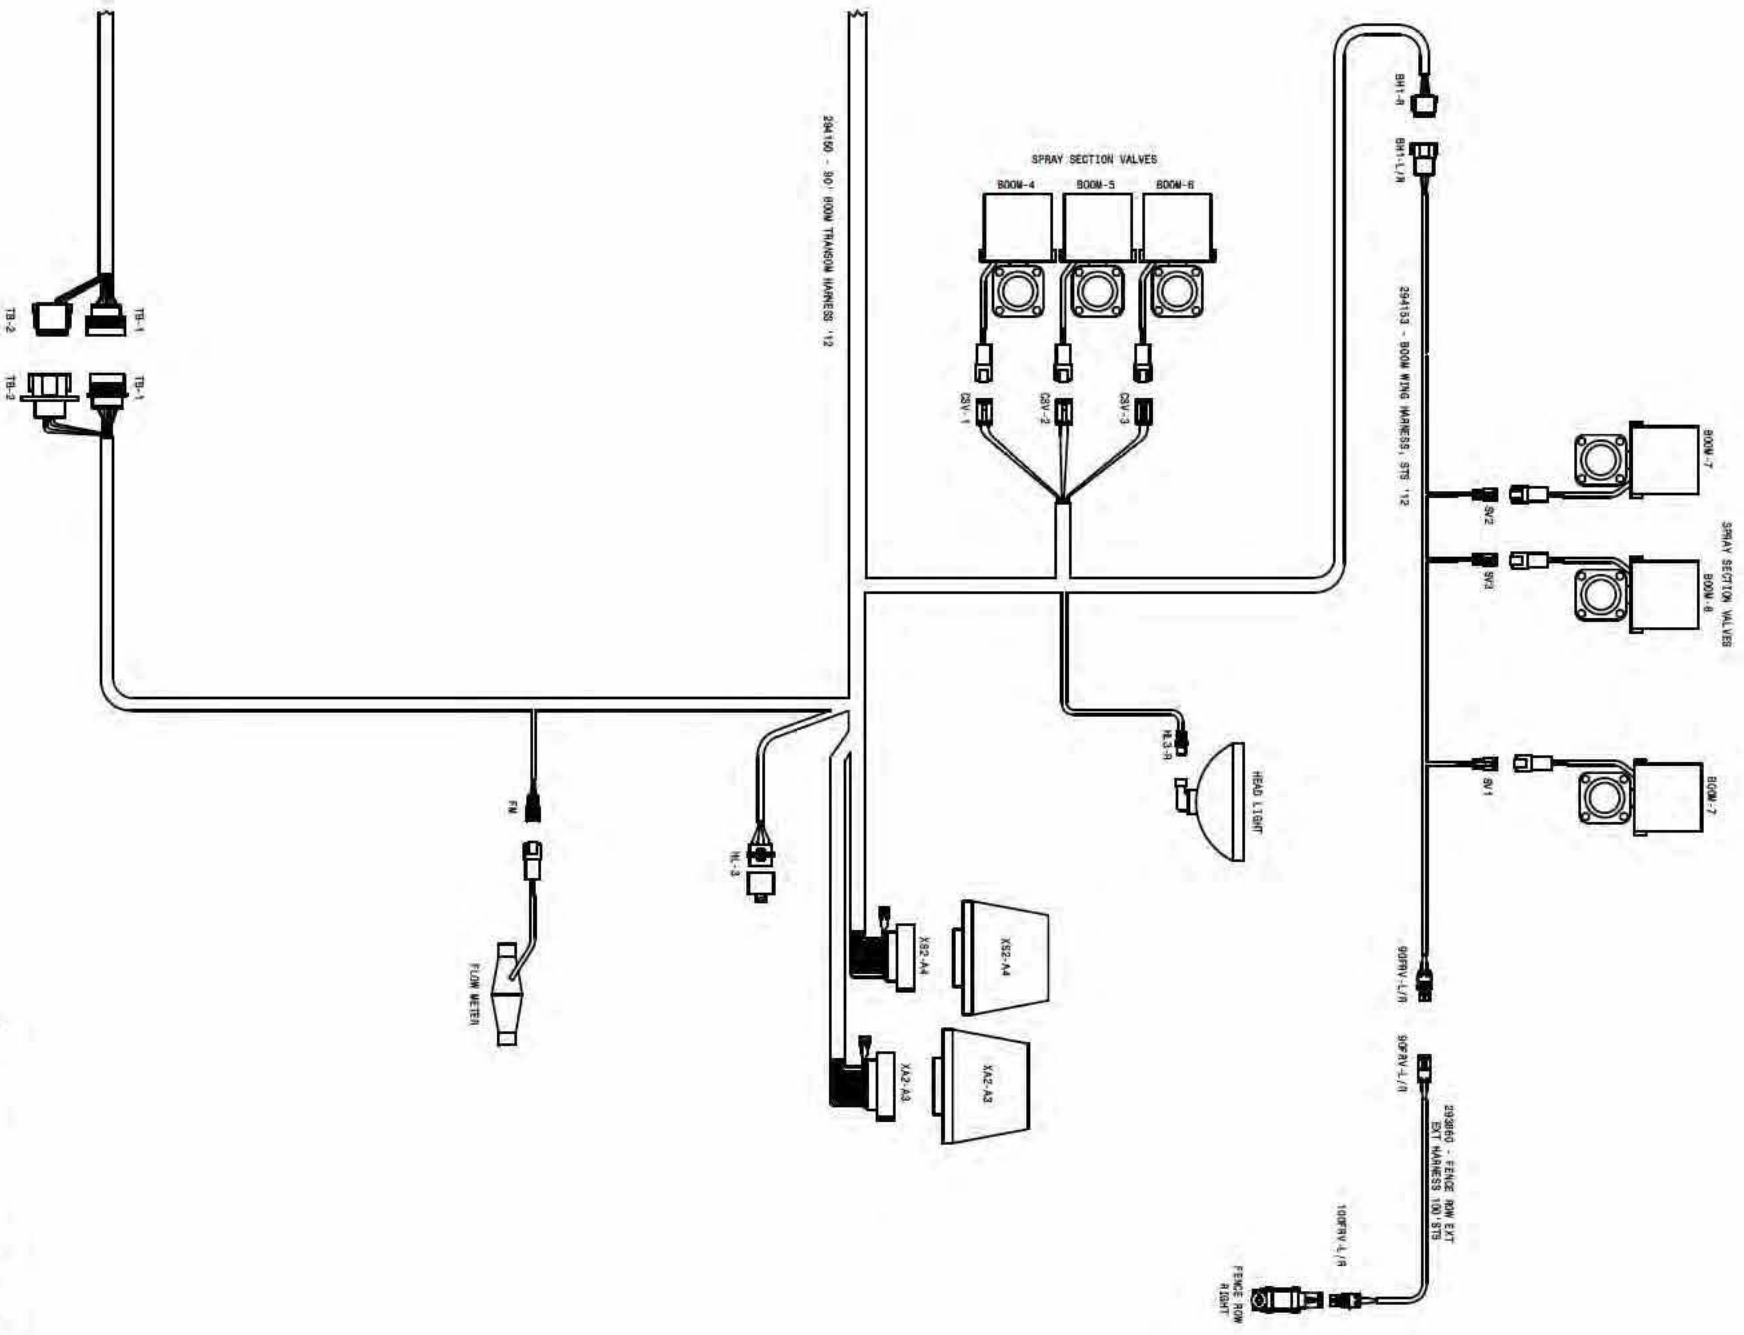 BH1-R
BH1-L/R
294153 - BOOM WING HARNESS, STS '12
SPRAY SECTION VALVES
BOOM-4
BOOM-5
BOOM-6
CSV-1
CSV-2
CSV-3
294150 - 90' BOOM TRANSOM HARNESS '12
TB-1
TB-2
TB-1
TB-2
BOOM-7
SPRAY SECTION VALVES
BOOM-8
BOOM-7
SV2
SV3
SV1
HL3-R
HEAD LIGHT
FM
FLOW METER
HL-3
XS2-A4
XS2-A4
XA2-A3
XA2-A3
90FRV-L/R
90FRV-L/R
293860 - FENCE ROW EXT
EXT HARNESS 100'STS
100FRV-L/R
FENCE ROW
RIGHT